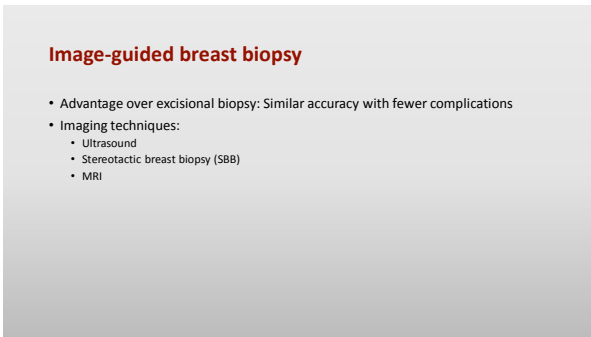 Image-guided breast biopsy
• Advantage over excisional biopsy: Similar accuracy with fewer complications
• Imaging techniques:
• Ultrasound
• Stereotactic breast biopsy (SBB)
• MRI